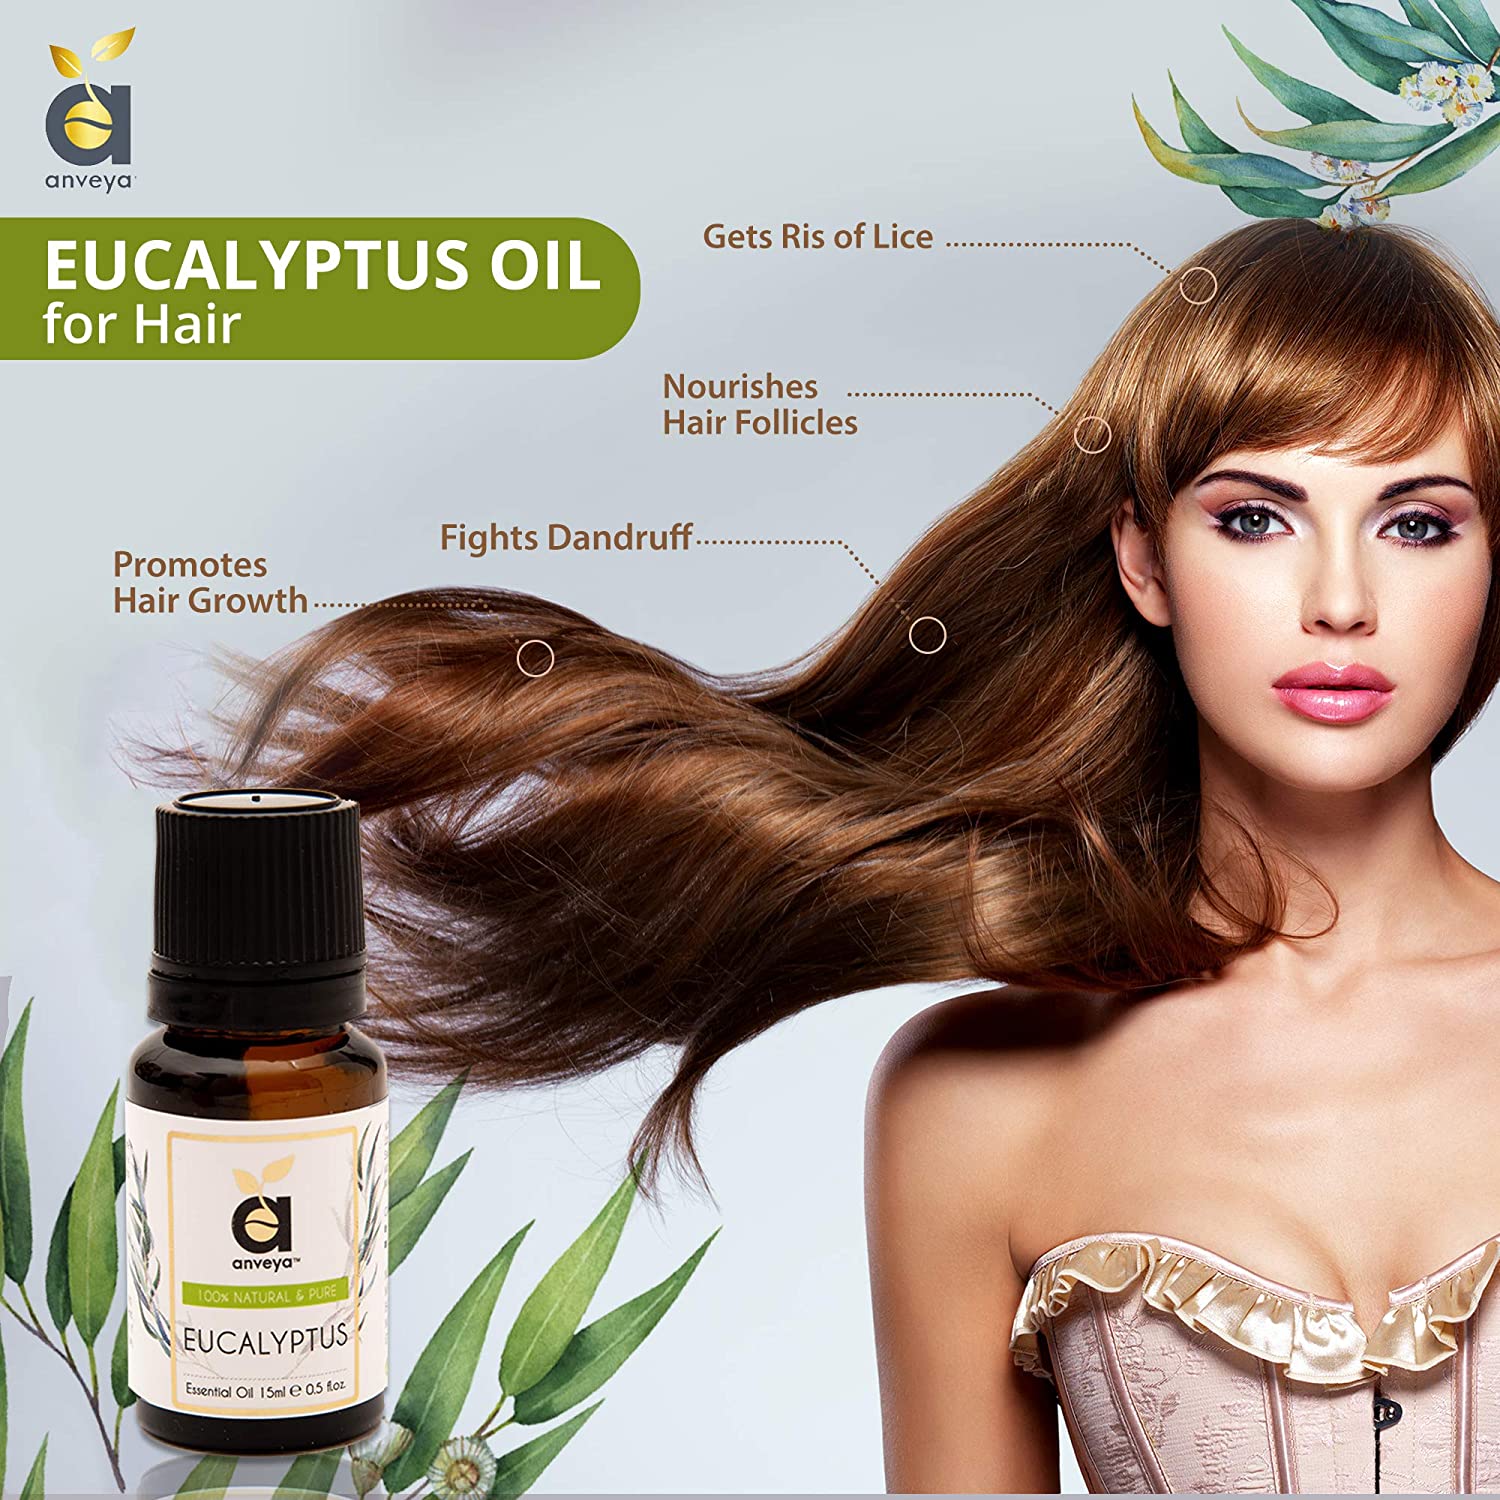 anveya
EUCALYPTUS OIL
for Hair
Gets Ris of Lice
Nourishes
Hair Follicles
Fights Dandruff
Promotes
Hair Growth
a
anveya™
100% NATURAL & PURE
EUCALYPTUS
Essential Oil 15ml ℮ 0.5 fl.oz.